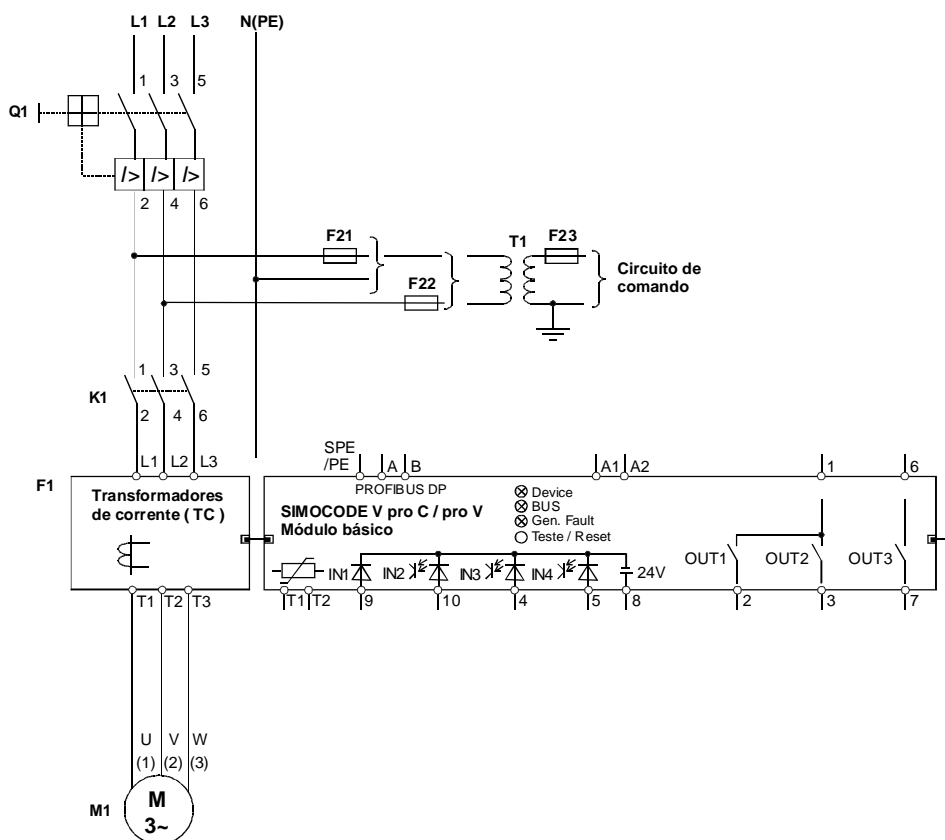 L1 L2 L3 N(PE)
1 3 5
Q1
I> I> I>
2 4 6
F21 T1 F23
Circuito de
comando
F22
1 3 5
K1
2 4 6
L1 L2 L3
SPE
/PE A B A1 A2 1 6
F1
PROFIBUS DP
Transformadores
de corrente ( TC )
SIMOCODE V pro C / pro V
Módulo básico
Device
BUS
Gen. Fault
Teste / Reset
OUT1 OUT2 OUT3
IN1 IN2 IN3 IN4 24V
T1 T2 T3
T1 T2 9 10 4 5 8 2 3 7
U V W
(1) (2) (3)
M1
M
3~